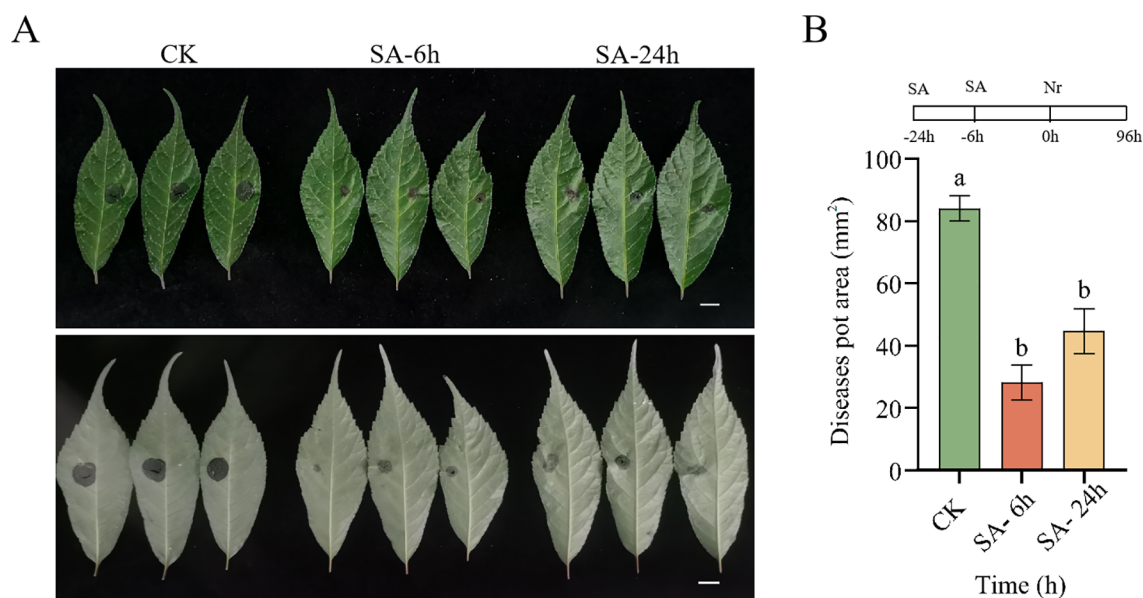 A
CK
SA-6h
SA-24h
B
SA
SA
Nr
-24h
-6h
0h
96h
Diseases pot area (mm²)
100
80
60
40
20
0
a
b
b
CK
SA- 6h
SA- 24h
Time (h)